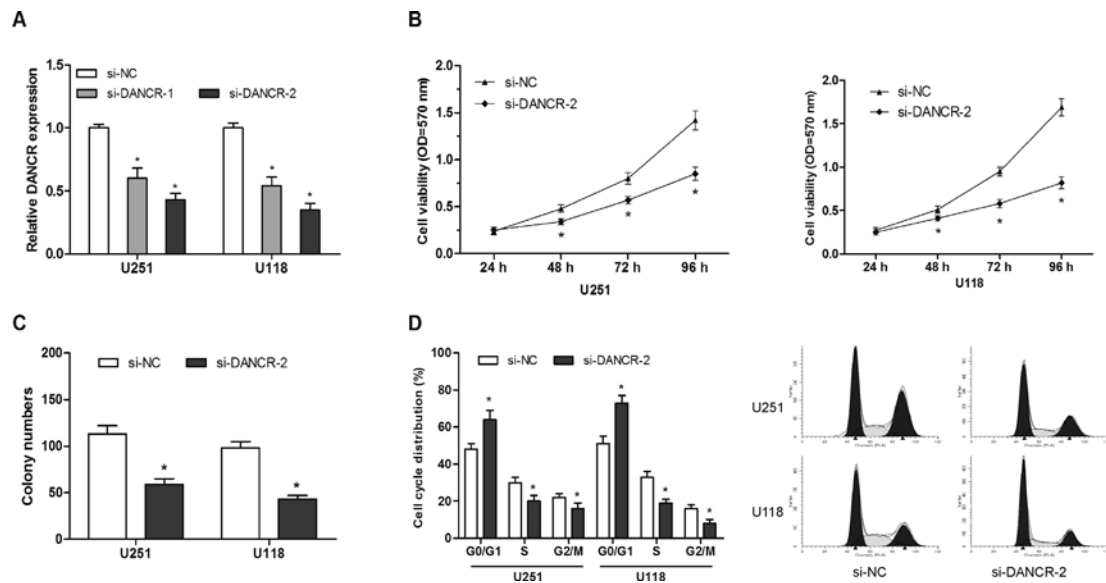 A
Relative DANCR expression
1.5
1.0
0.5
0.0
si-NC
si-DANCR-1
si-DANCR-2
*
*
*
*
U251
U118
B
Cell viability (OD=570 nm)
2.0
1.5
1.0
0.5
0.0
si-NC
si-DANCR-2
*
*
*
24 h
48 h
72 h
96 h
U251
Cell viability (OD=570 nm)
2.0
1.5
1.0
0.5
0.0
si-NC
si-DANCR-2
*
*
*
24 h
48 h
72 h
96 h
U118
C
Colony numbers
200
150
100
50
0
si-NC
si-DANCR-2
*
*
U251
U118
D
Cell cycle distribution (%)
100
80
60
40
20
0
si-NC
si-DANCR-2
*
*
*
*
*
*
G0/G1
S
G2/M
G0/G1
S
G2/M
U251
U118
U251
U118
si-NC
si-DANCR-2